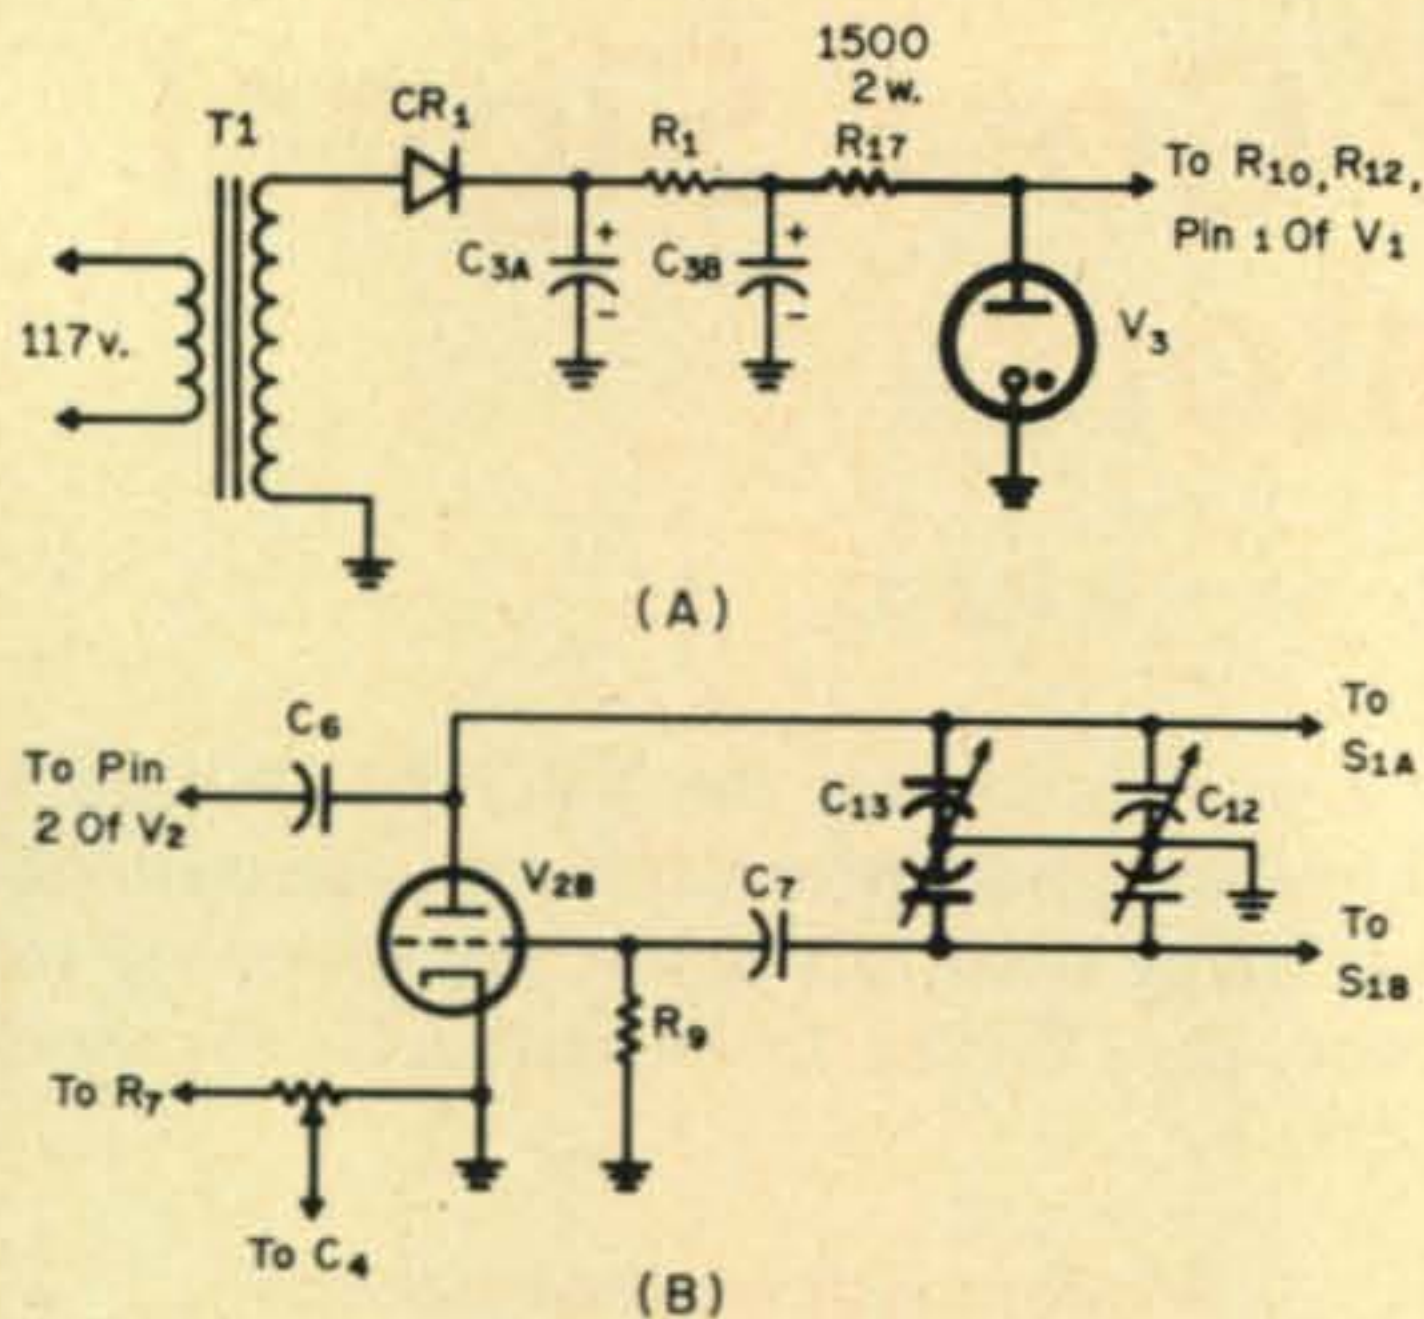 1500
2w.
T1
CR1
R1
R17
To R10, R12,
Pin 1 Of V1
C3A
+
-
C3B
+
-
V3
117v.
(A)
C6
To
S1A
To Pin
2 Of V2
C13
C12
V2B
C7
To
S1B
R9
To R7
To C4
(B)